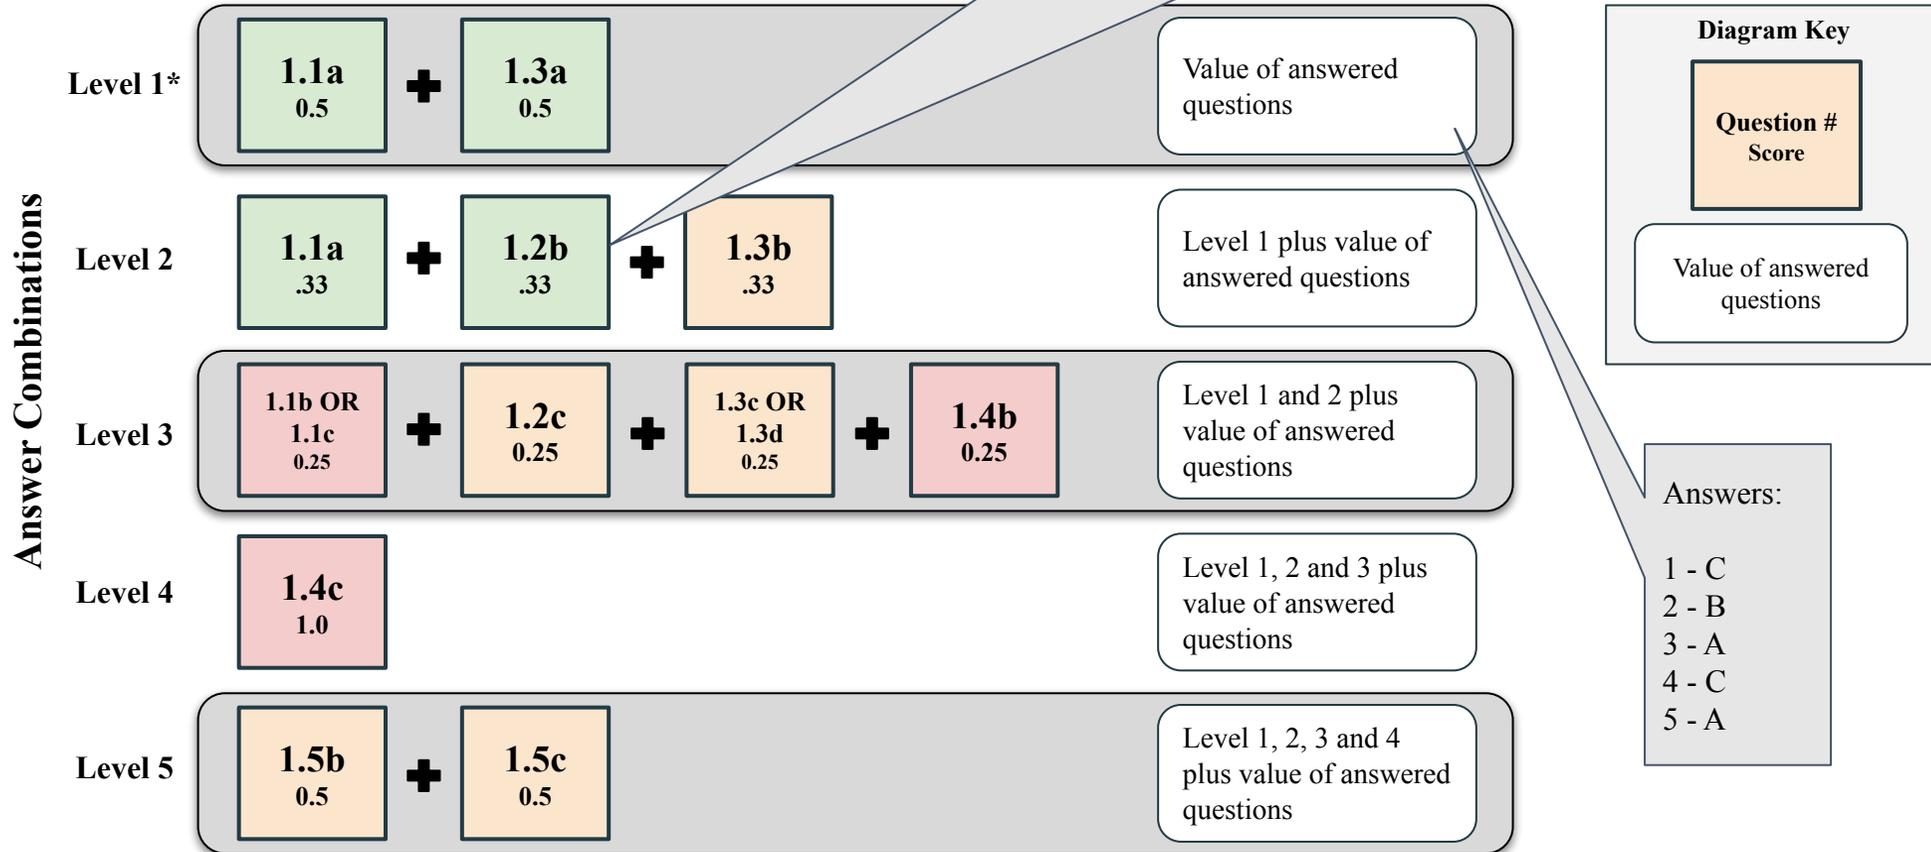 Answer Combinations
Level 1*
1.1a
0.5
1.3a
0.5
Value of answered
questions
Level 2
1.1a
.33
1.2b
.33
1.3b
.33
Level 1 plus value of
answered questions
Level 3
1.1b OR
1.1c
0.25
1.2c
0.25
1.3c OR
1.3d
0.25
1.4b
0.25
Level 1 and 2 plus
value of answered
questions
Level 4
1.4c
1.0
Level 1, 2 and 3 plus
value of answered
questions
Level 5
1.5b
0.5
1.5c
0.5
Level 1, 2, 3 and 4
plus value of answered
questions
Diagram Key
Question #
Score
Value of answered
questions
Answers:
1 - C
2 - B
3 - A
4 - C
5 - A